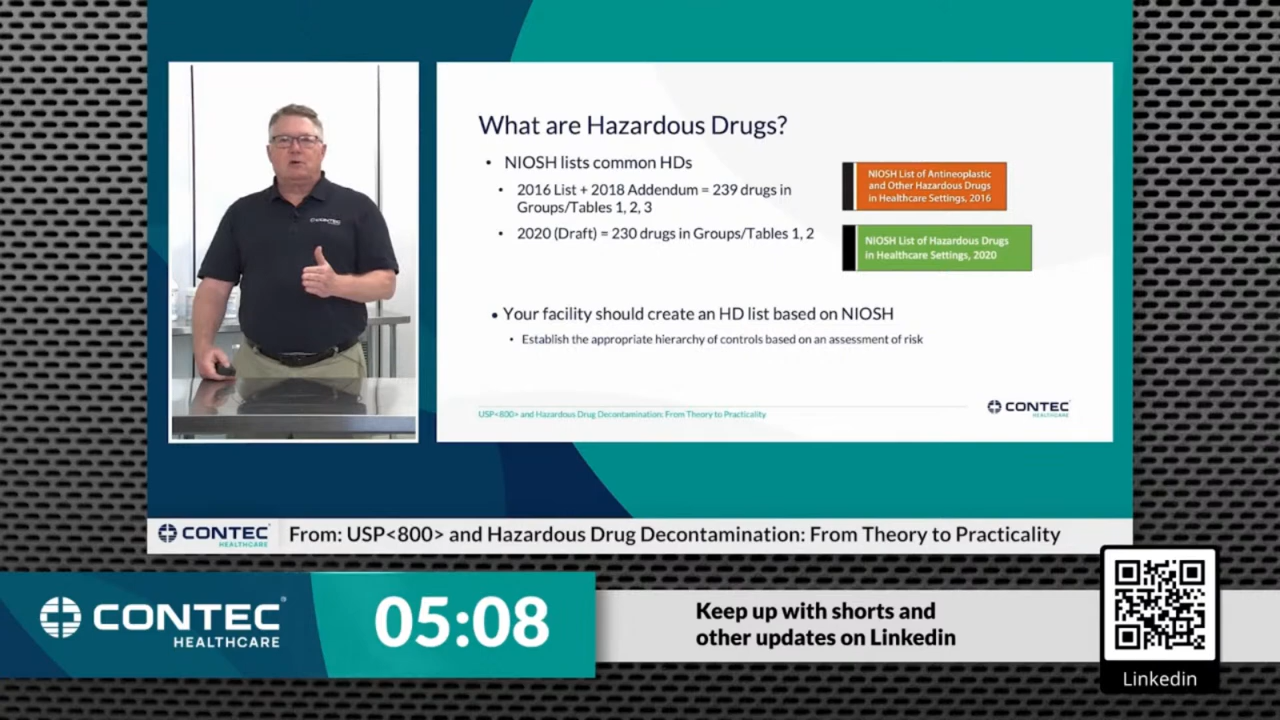 CONTEC
What are Hazardous Drugs?
• NIOSH lists common HDs
• 2016 List + 2018 Addendum = 239 drugs in
Groups/Tables 1, 2, 3
• 2020 (Draft) = 230 drugs in Groups/Tables 1, 2
NIOSH List of Antineoplastic
and Other Hazardous Drugs
in Healthcare Settings, 2016
NIOSH List of Hazardous Drugs
in Healthcare Settings, 2020
• Your facility should create an HD list based on NIOSH
• Establish the appropriate hierarchy of controls based on an assessment of risk
USP<800> and Hazardous Drug Decontamination: From Theory to Practicality
CONTEC
HEALTHCARE
CONTEC
HEALTHCARE
From: USP<800> and Hazardous Drug Decontamination: From Theory to Practicality
CONTEC®
HEALTHCARE
05:08
Keep up with shorts and
other updates on Linkedin
Linkedin